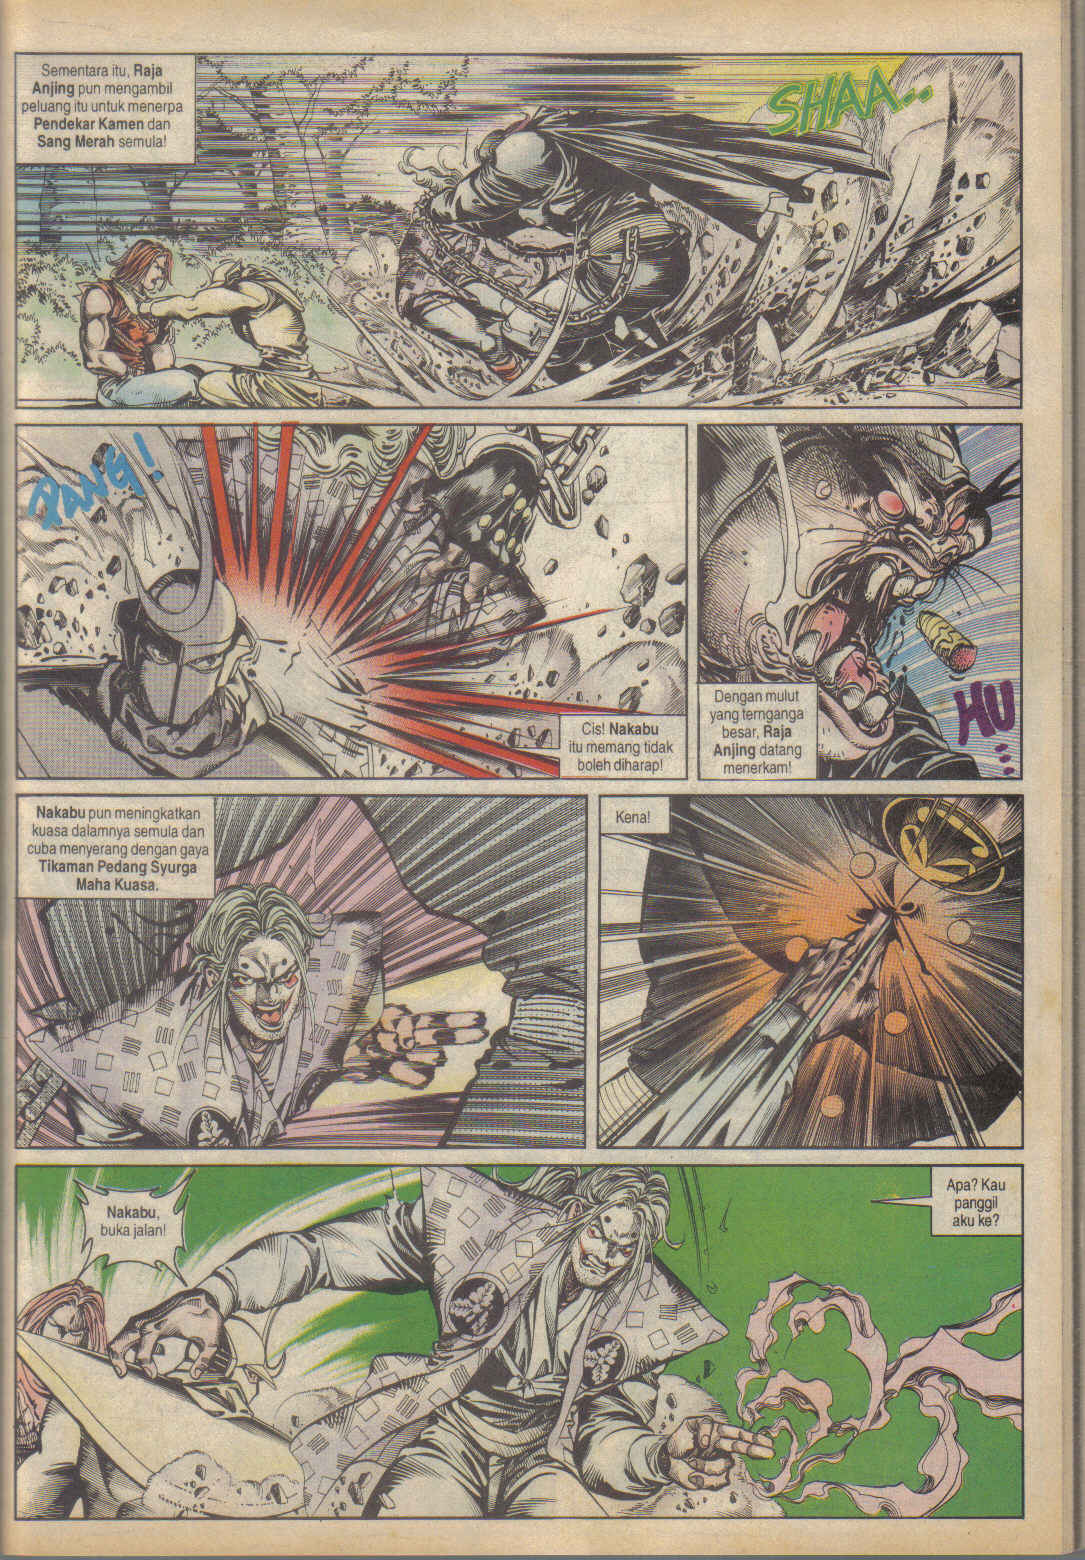 Sementara itu, Raja
Anjing pun mengambil
peluang itu untuk menerpa
Pendekar Kamen dan
Sang Merah semula!
SHAA..
PANG!
Cis! Nakabu
itu memang tidak
boleh diharap!
Dengan mulut
yang ternganga
besar, Raja
Anjing datang
menerkam!
HU...
Nakabu pun meningkatkan
kuasa dalamnya semula dan
cuba menyerang dengan gaya
Tikaman Pedang Syurga
Maha Kuasa.
Kena!
Nakabu,
buka jalan!
Apa? Kau
panggil
aku ke?